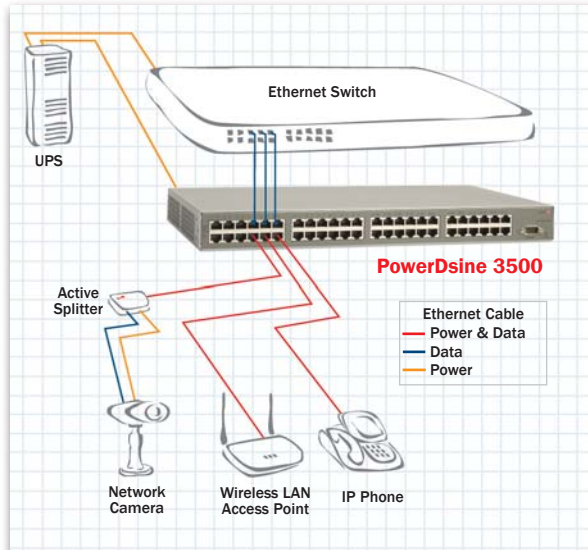 Ethernet Switch
UPS
PowerDsine 3500
Active
Splitter
Ethernet Cable
Power & Data
Data
Power
Network
Camera
Wireless LAN
Access Point
IP Phone